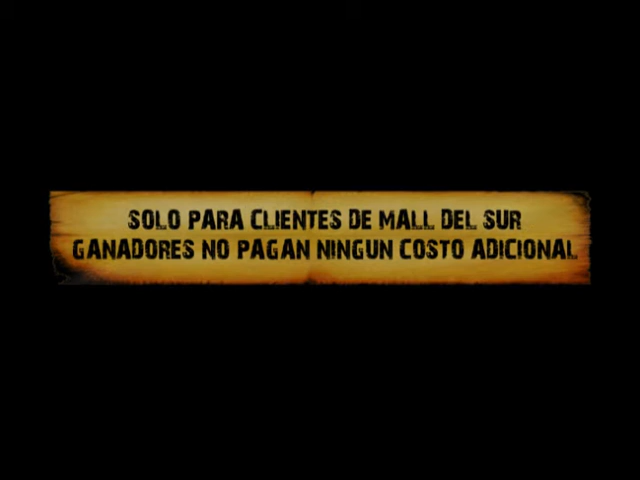 SOLO PARA CLIENTES DE MALL DEL SUR
GANADORES NO PAGAN NINGUN COSTO ADICIONAL